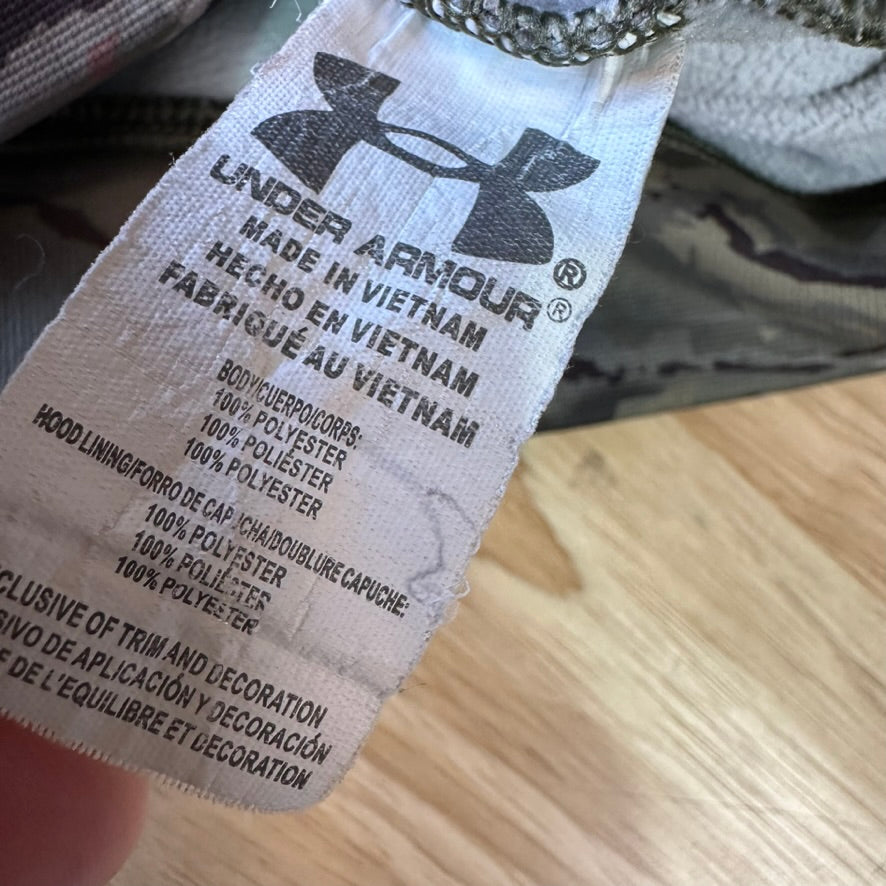 ®
UNDER ARMOUR®
MADE IN VIETNAM
HECHO EN VIETNAM
FABRIQUÉ AU VIETNAM
BODY/CUERPO/CORPS:
100% POLYESTER
100% POLIÉSTER
100% POLYESTER
HOOD LINING/FORRO DE CAPUCHA/DOUBLURE CAPUCHE:
100% POLYESTER
100% POLIÉSTER
100% POLYESTER
CLUSIVE OF TRIM AND DECORATION
SIVO DE APLICACIÓN Y DECORACIÓN
F DE L'EQUILIBRE ET DECORATION